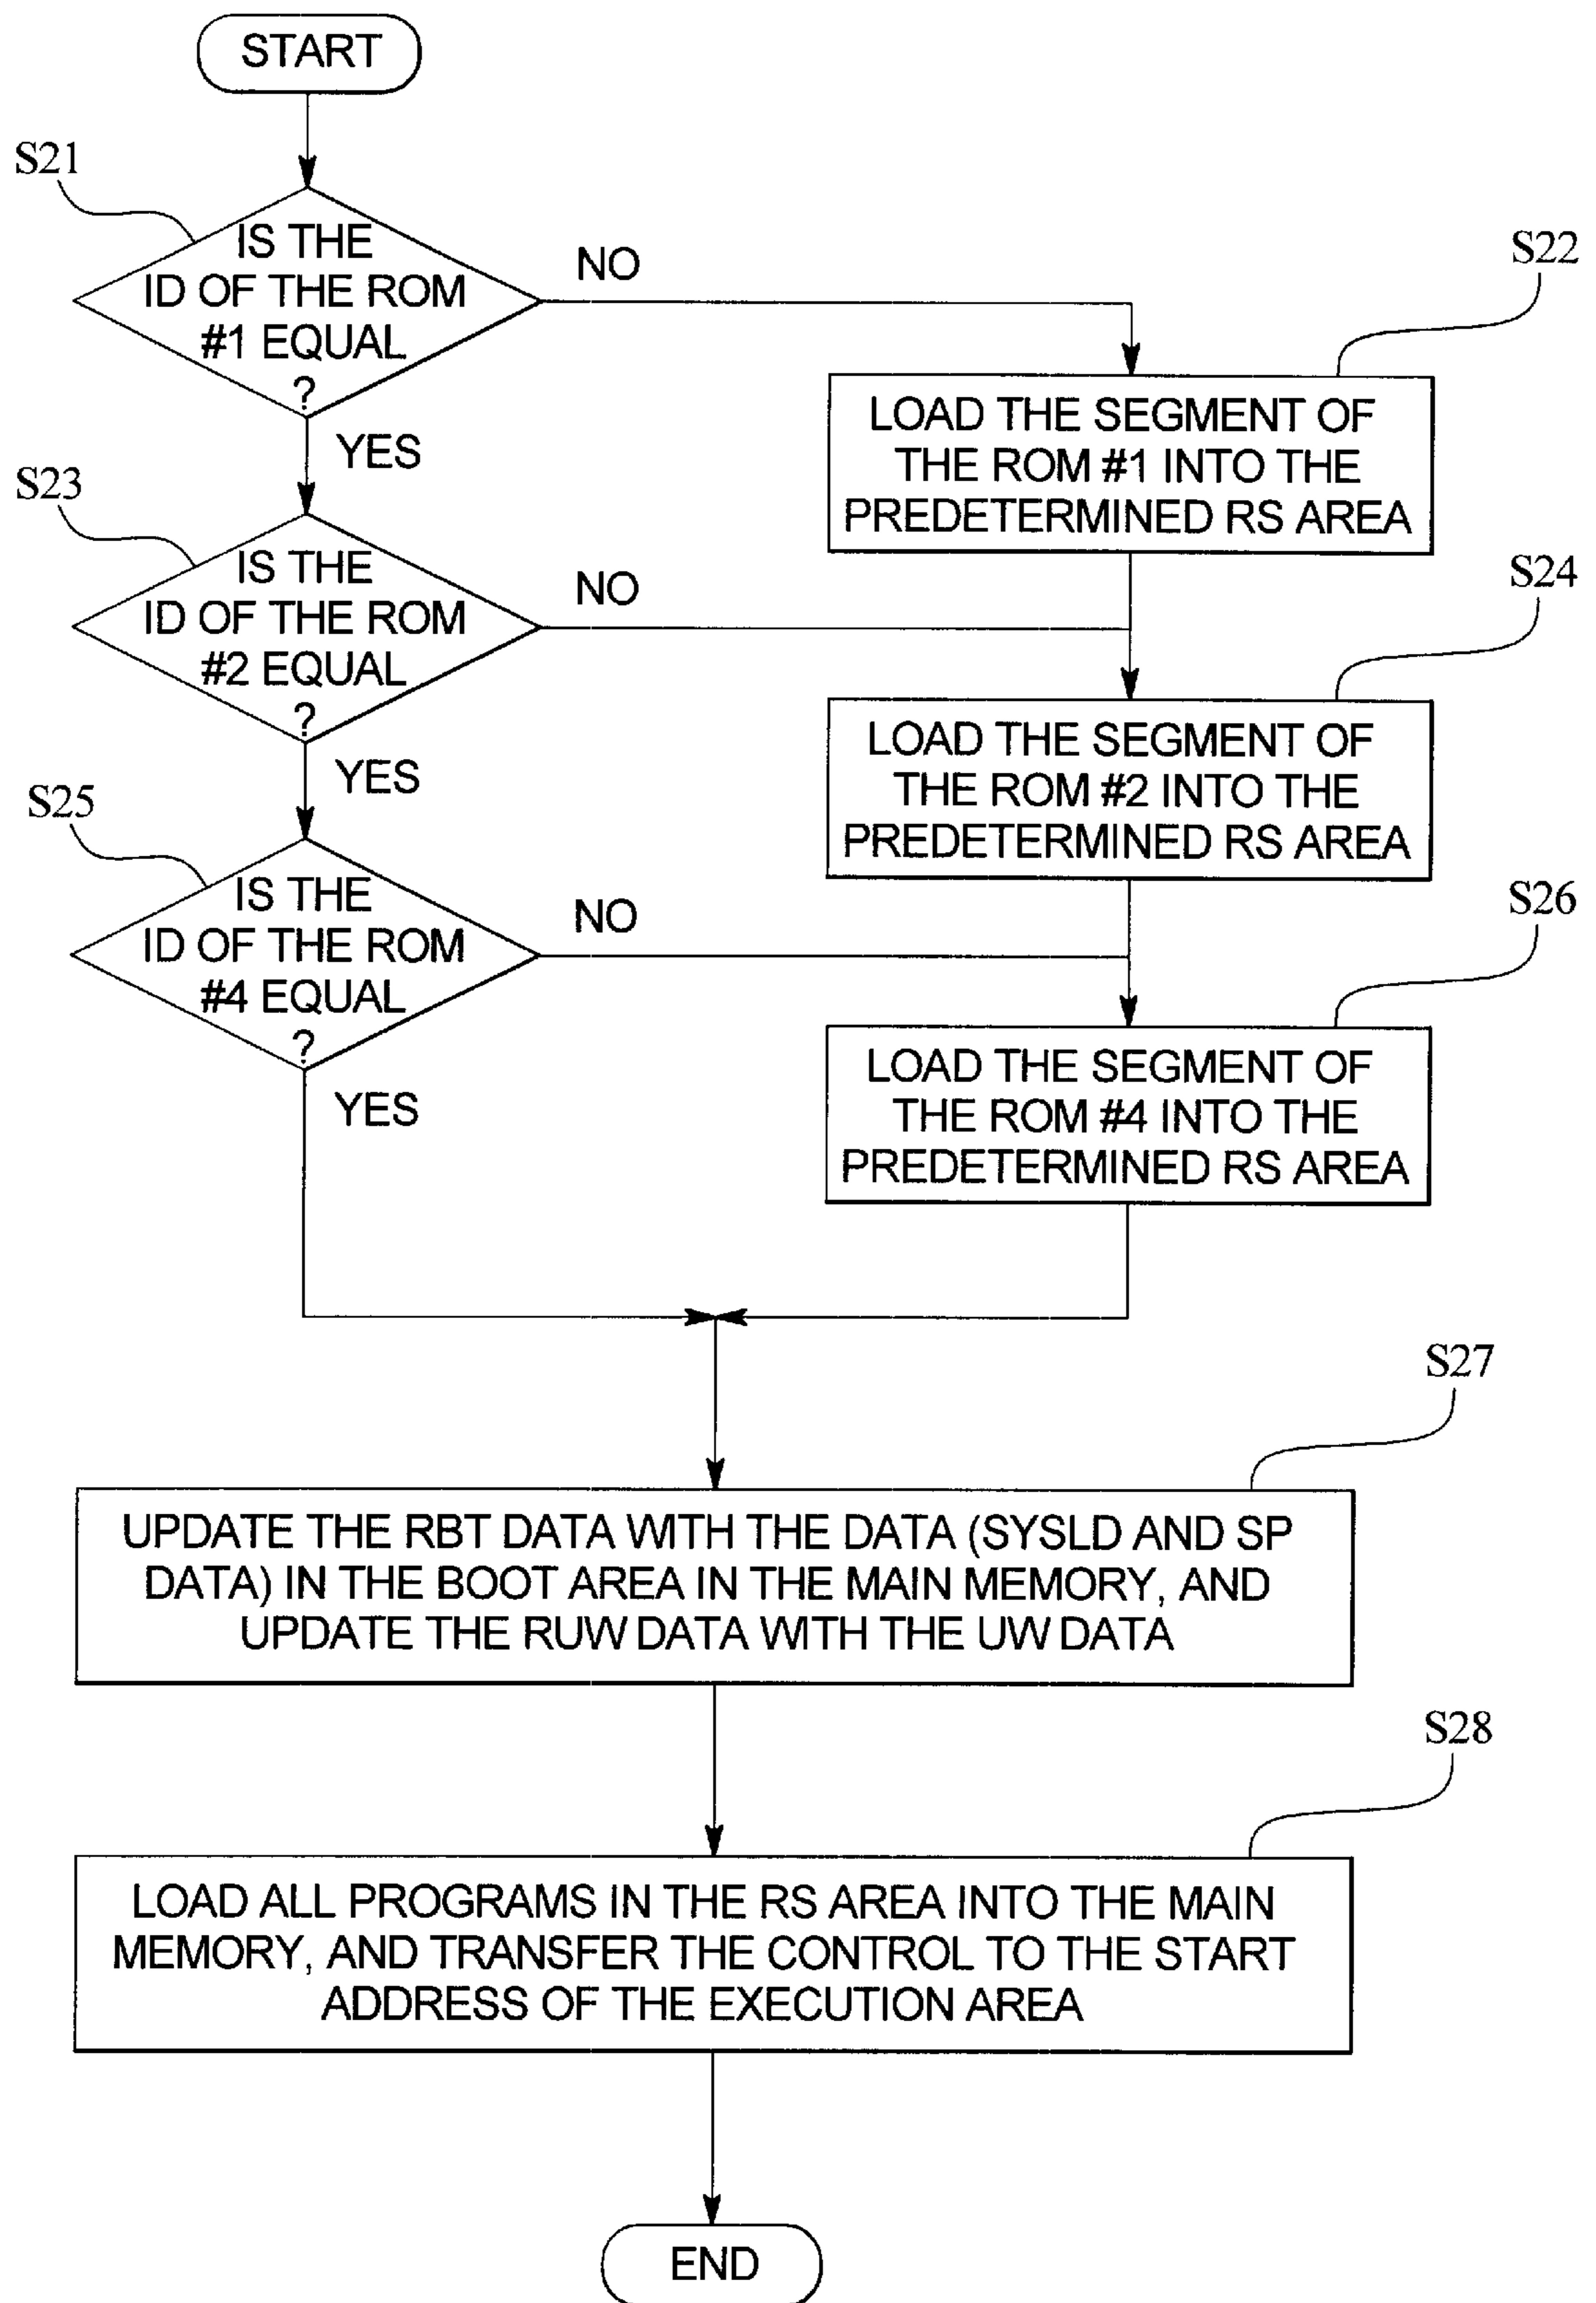 START
S21
IS THE
ID OF THE ROM
#1 EQUAL
?
NO
YES
S22
LOAD THE SEGMENT OF
THE ROM #1 INTO THE
PREDETERMINED RS AREA
S23
IS THE
ID OF THE ROM
#2 EQUAL
?
NO
YES
S24
LOAD THE SEGMENT OF
THE ROM #2 INTO THE
PREDETERMINED RS AREA
S25
IS THE
ID OF THE ROM
#4 EQUAL
?
NO
YES
S26
LOAD THE SEGMENT OF
THE ROM #4 INTO THE
PREDETERMINED RS AREA
S27
UPDATE THE RBT DATA WITH THE DATA (SYSLD AND SP
DATA) IN THE BOOT AREA IN THE MAIN MEMORY, AND
UPDATE THE RUW DATA WITH THE UW DATA
S28
LOAD ALL PROGRAMS IN THE RS AREA INTO THE MAIN
MEMORY, AND TRANSFER THE CONTROL TO THE START
ADDRESS OF THE EXECUTION AREA
END